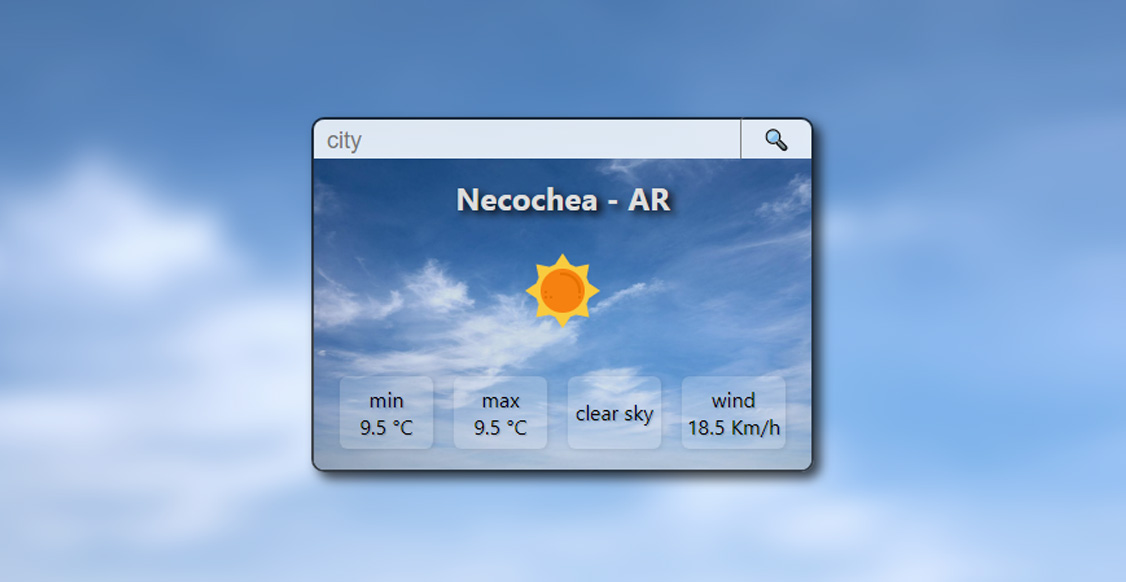 city
Necochea - AR
min
9.5 °C
max
9.5 °C
clear sky
wind
18.5 Km/h